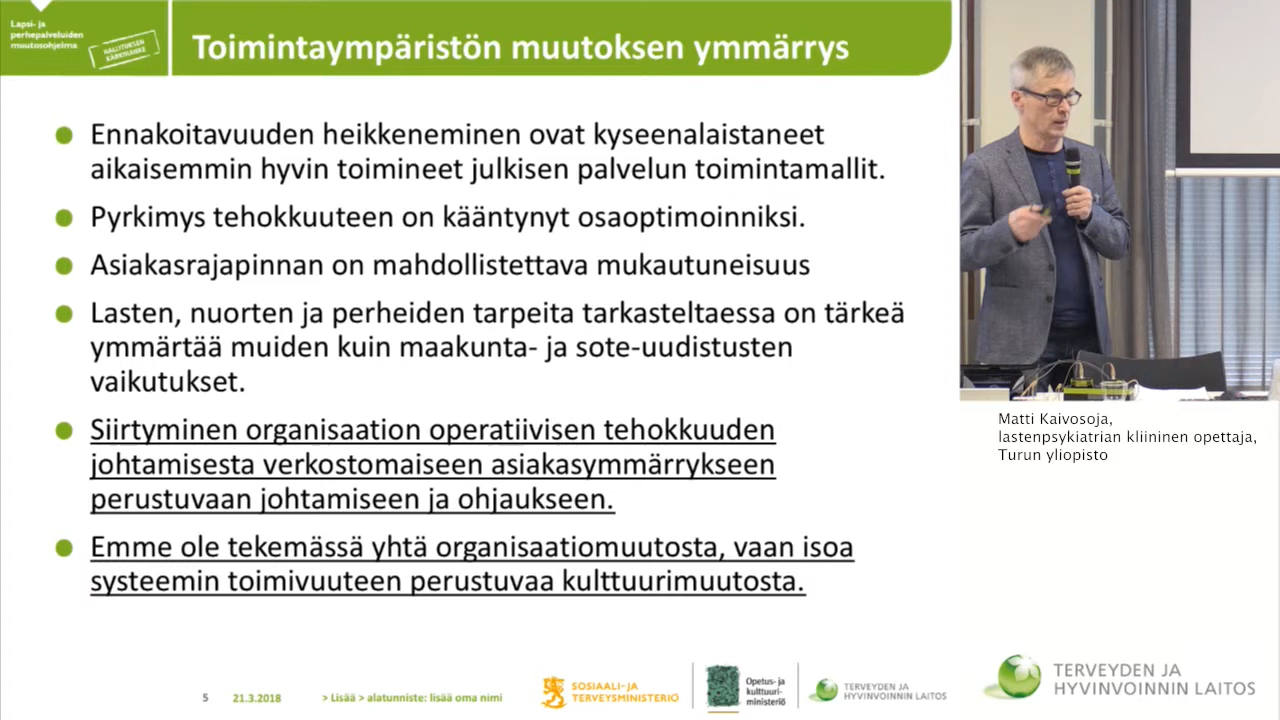 Lapsi- ja
perhepalveluiden
muutosohjelma
HALLITUKSEN
KÄRKIHANKE
Toimintaympäristön muutoksen ymmärrys
Ennakoitavuuden heikkeneminen ovat kyseenalaistaneet
aikaisemmin hyvin toimineet julkisen palvelun toimintamallit.
Pyrkimys tehokkuuteen on kääntynyt osaoptimoinniksi.
Asiakasrajapinnan on mahdollistettava mukautuneisuus
Lasten, nuorten ja perheiden tarpeita tarkasteltaessa on tärkeä
ymmärtää muiden kuin maakunta- ja sote-uudistusten
vaikutukset.
Siirtyminen organisaation operatiivisen tehokkuuden
johtamisesta verkostomaiseen asiakasymmärrykseen
perustuvaan johtamiseen ja ohjaukseen.
Emme ole tekemässä yhtä organisaatiomuutosta, vaan isoa
systeemin toimivuuteen perustuvaa kulttuurimuutosta.
Matti Kaivosoja,
lastenpsykiatrian kliininen opettaja,
Turun yliopisto
5 21.3.2018 > Lisää > alatunniste: lisää oma nimi
SOSIAALI- JA
TERVEYSMINISTERIÖ
Opetus- ja
kulttuuri-
ministeriö
TERVEYDEN JA
HYVINVOINNIN LAITOS
TERVEYDEN JA
HYVINVOINNIN LAITOS